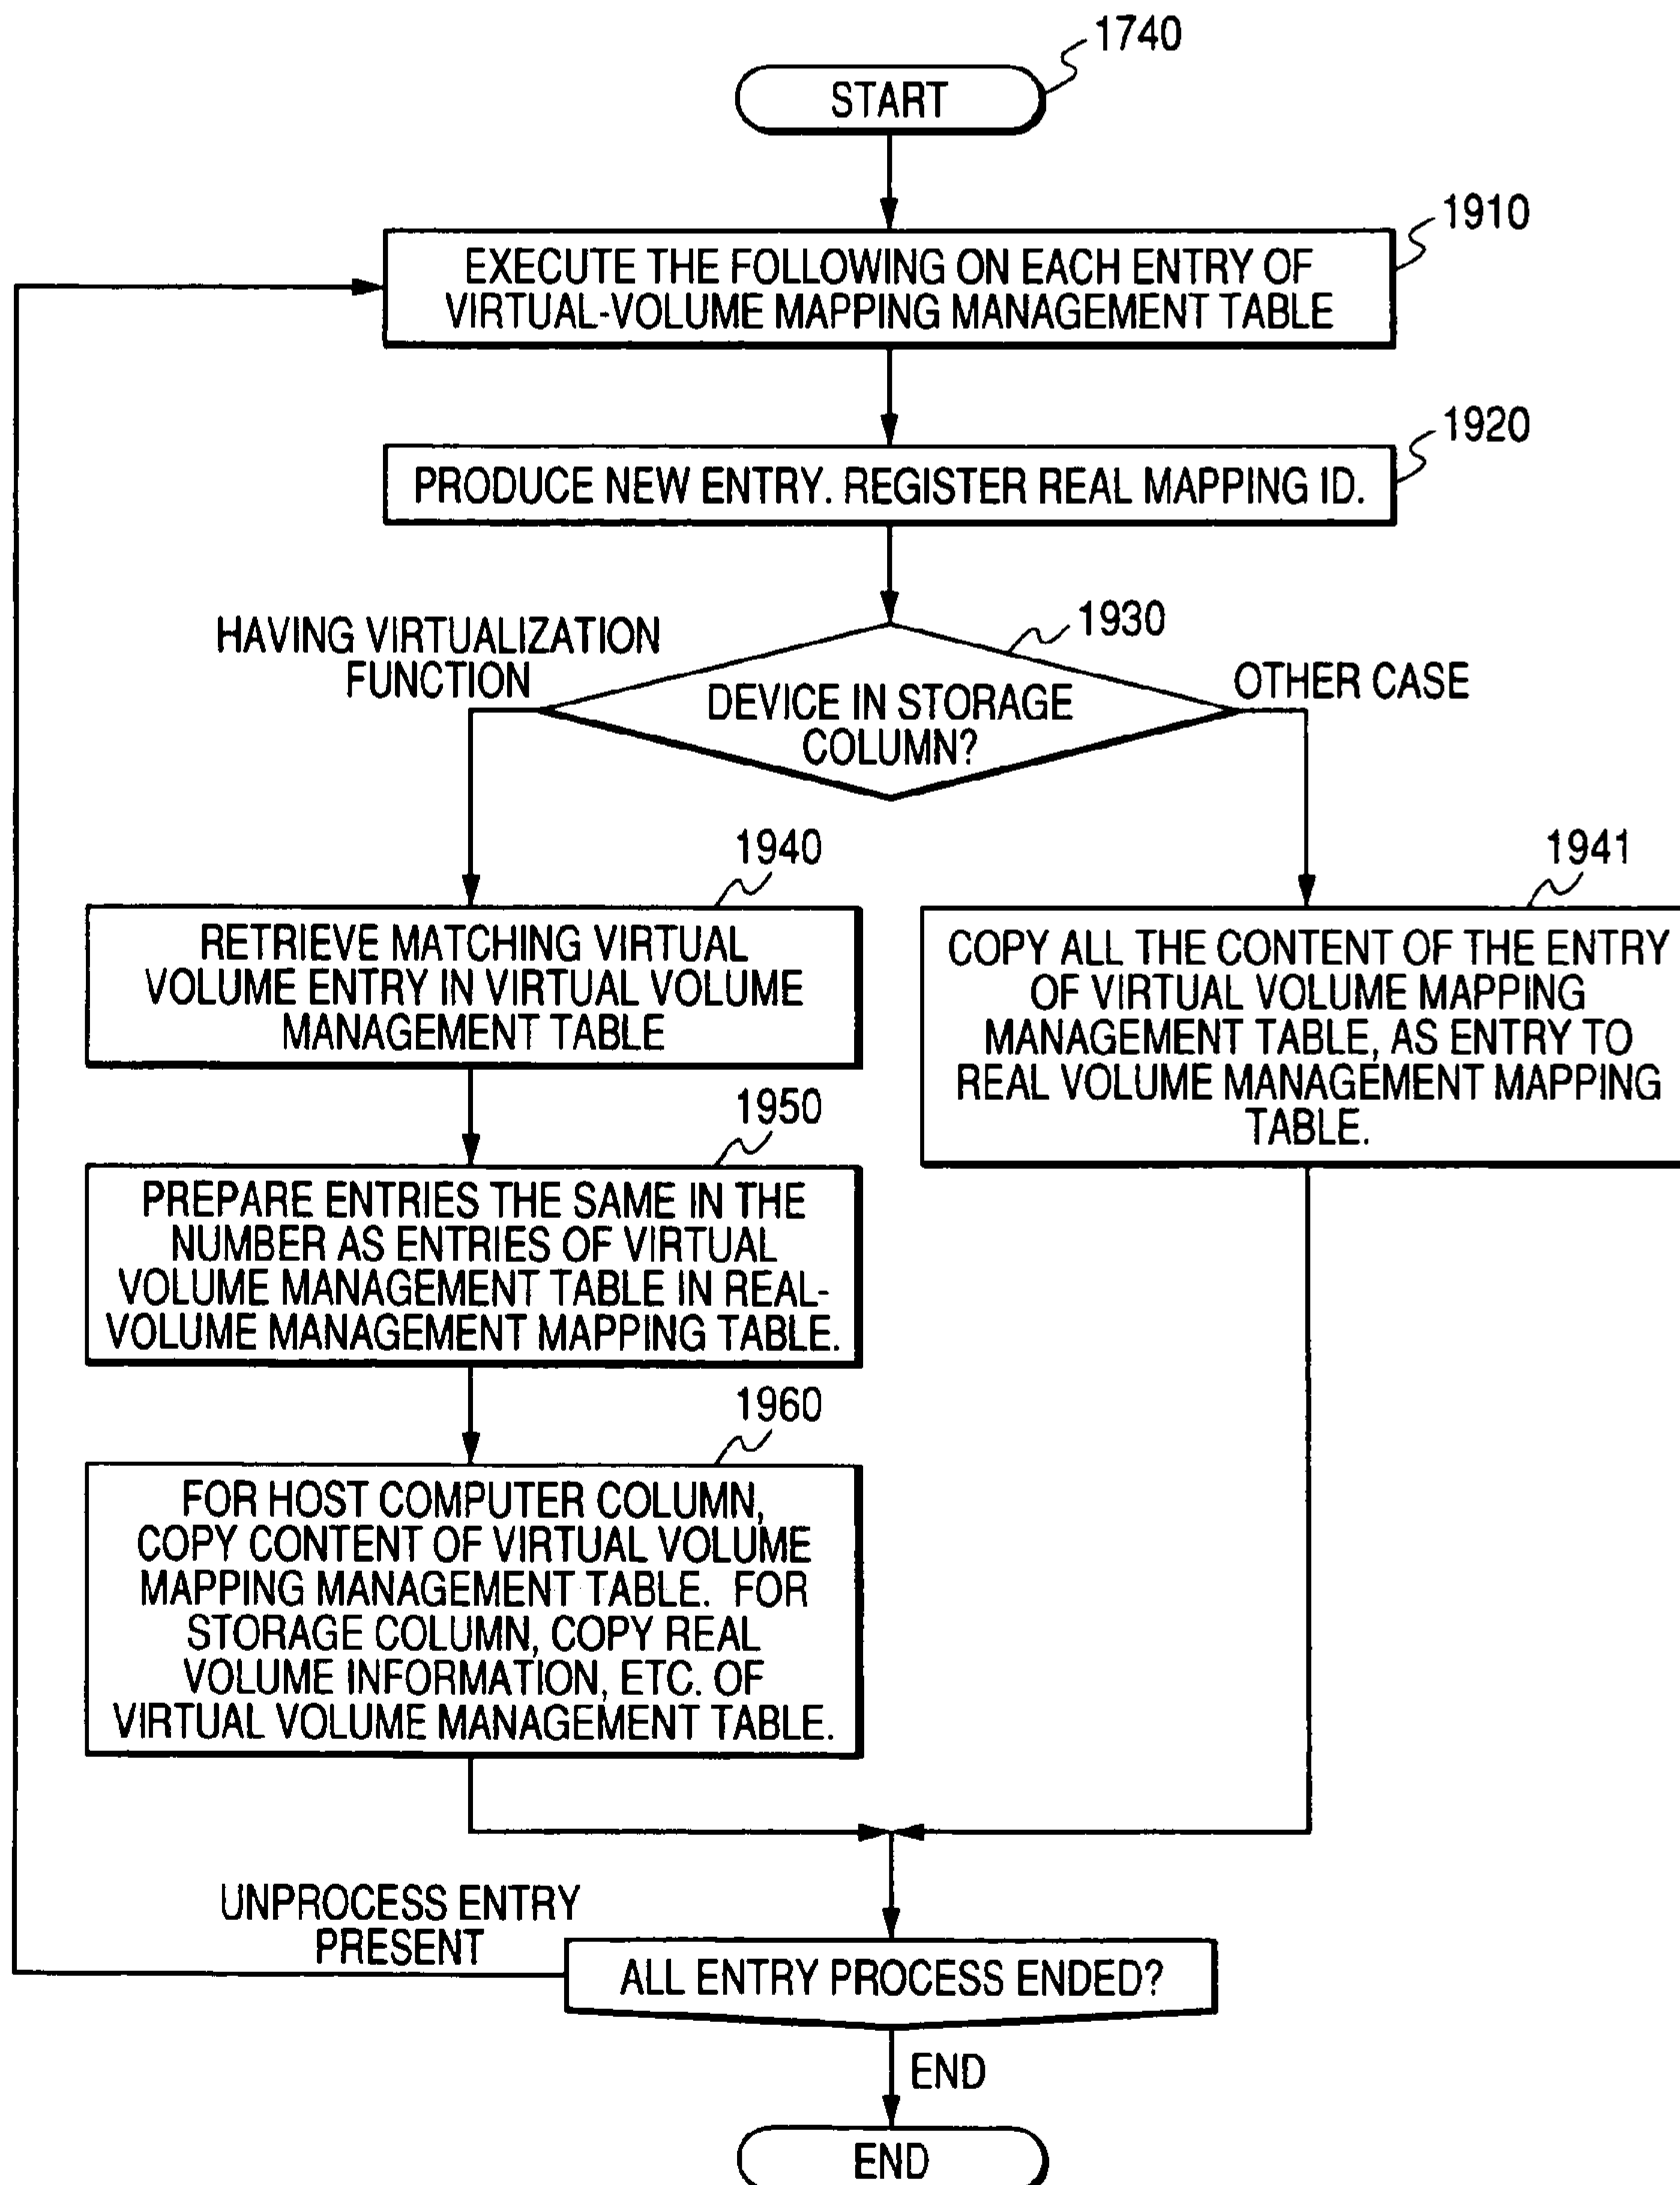 1740
START
1910
EXECUTE THE FOLLOWING ON EACH ENTRY OF
VIRTUAL-VOLUME MAPPING MANAGEMENT TABLE
1920
PRODUCE NEW ENTRY. REGISTER REAL MAPPING ID.
1930
HAVING VIRTUALIZATION
FUNCTION
DEVICE IN STORAGE
COLUMN?
OTHER CASE
1940
RETRIEVE MATCHING VIRTUAL
VOLUME ENTRY IN VIRTUAL VOLUME
MANAGEMENT TABLE
1941
COPY ALL THE CONTENT OF THE ENTRY
OF VIRTUAL VOLUME MAPPING
MANAGEMENT TABLE, AS ENTRY TO
REAL VOLUME MANAGEMENT MAPPING
TABLE.
1950
PREPARE ENTRIES THE SAME IN THE
NUMBER AS ENTRIES OF VIRTUAL
VOLUME MANAGEMENT TABLE IN REAL-
VOLUME MANAGEMENT MAPPING TABLE.
1960
FOR HOST COMPUTER COLUMN,
COPY CONTENT OF VIRTUAL VOLUME
MAPPING MANAGEMENT TABLE. FOR
STORAGE COLUMN, COPY REAL
VOLUME INFORMATION, ETC. OF
VIRTUAL VOLUME MANAGEMENT TABLE.
UNPROCESS ENTRY
PRESENT
ALL ENTRY PROCESS ENDED?
END
END